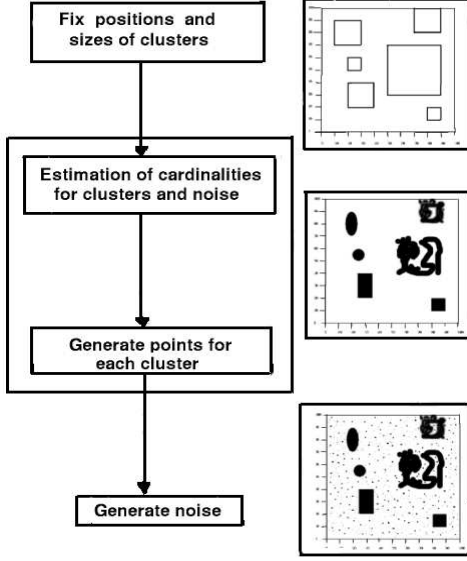 Fix positions and
sizes of clusters
Estimation of cardinalities
for clusters and noise
Generate points for
each cluster
Generate noise